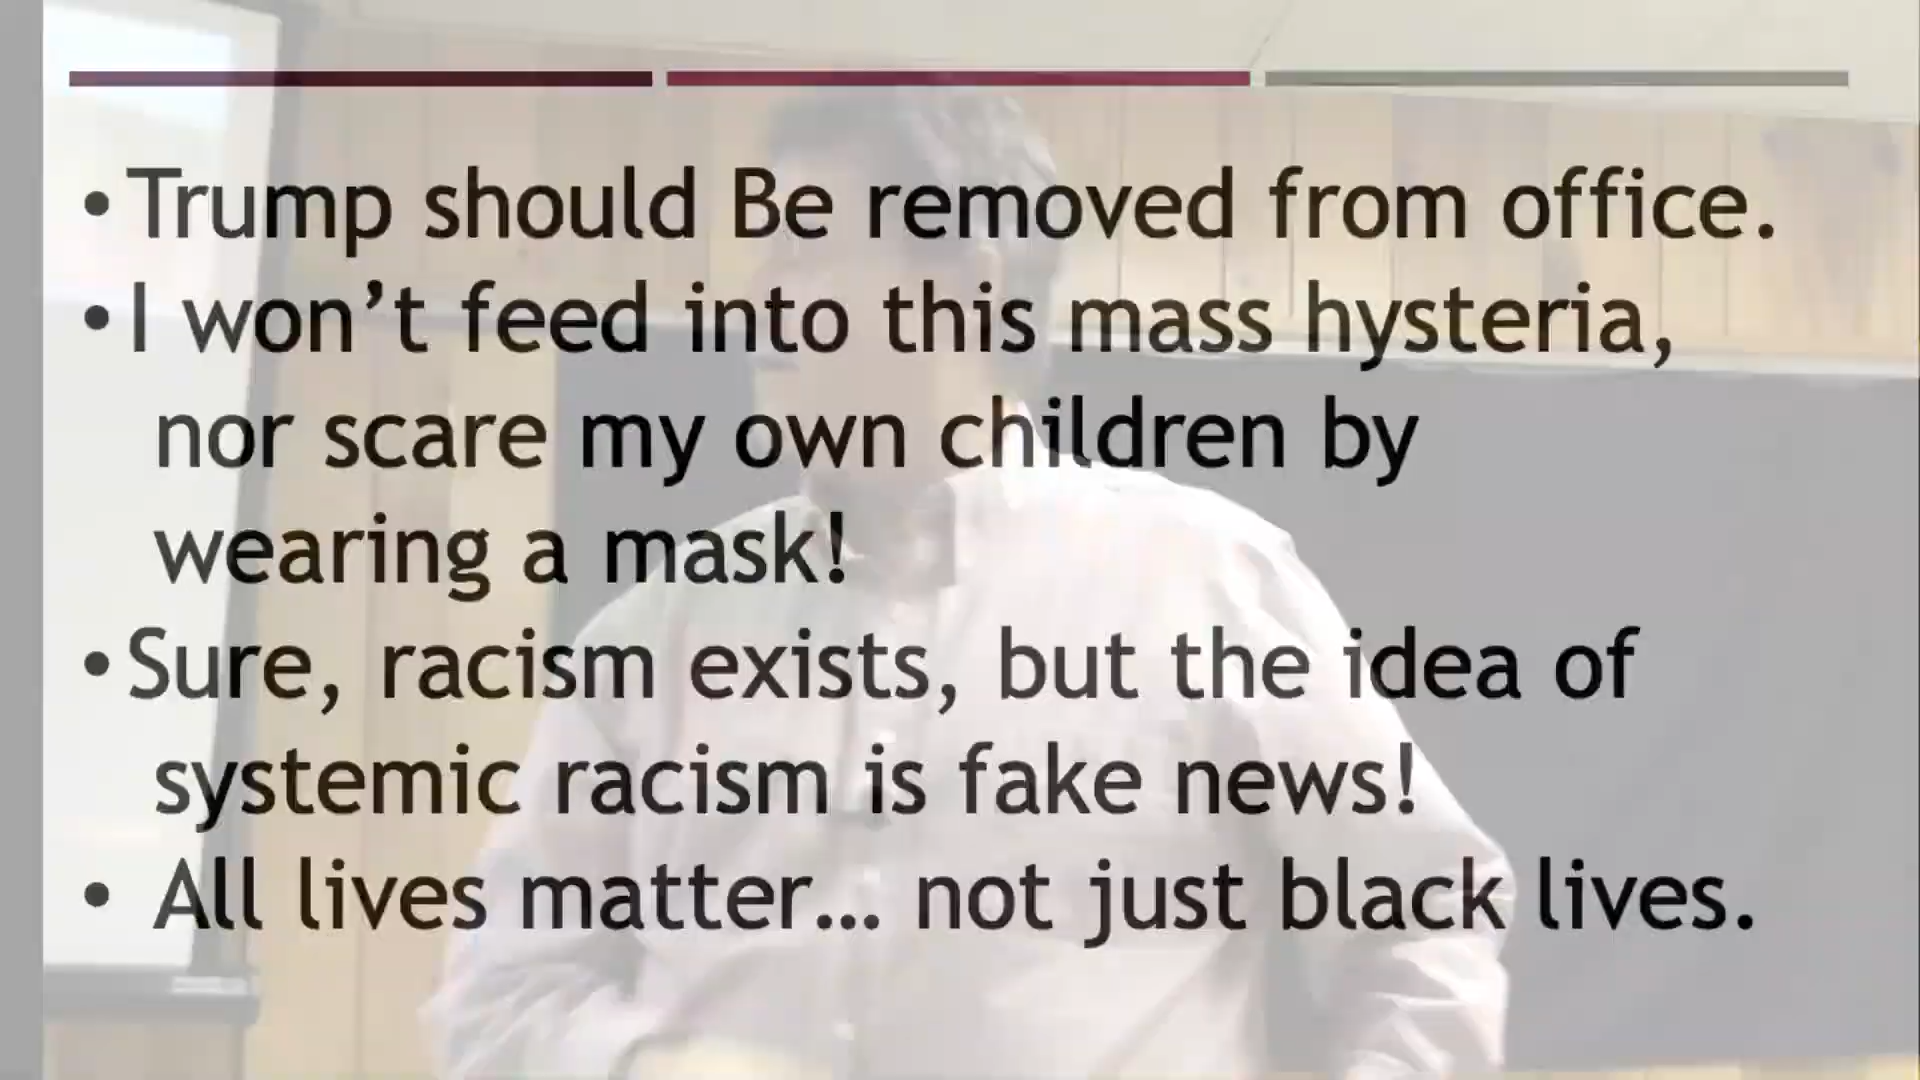 • Trump should Be removed from office.
• I won’t feed into this mass hysteria,
nor scare my own children by
wearing a mask!
• Sure, racism exists, but the idea of
systemic racism is fake news!
• All lives matter... not just black lives.